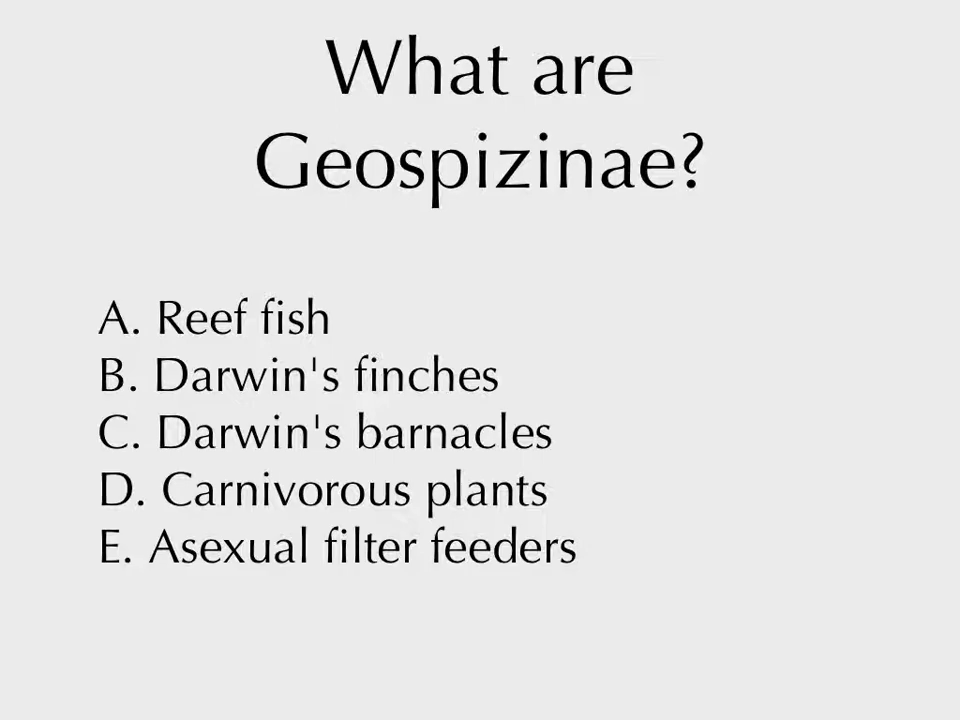 What are
Geospizinae?
A. Reef fish
B. Darwin's finches
C. Darwin's barnacles
D. Carnivorous plants
E. Asexual filter feeders